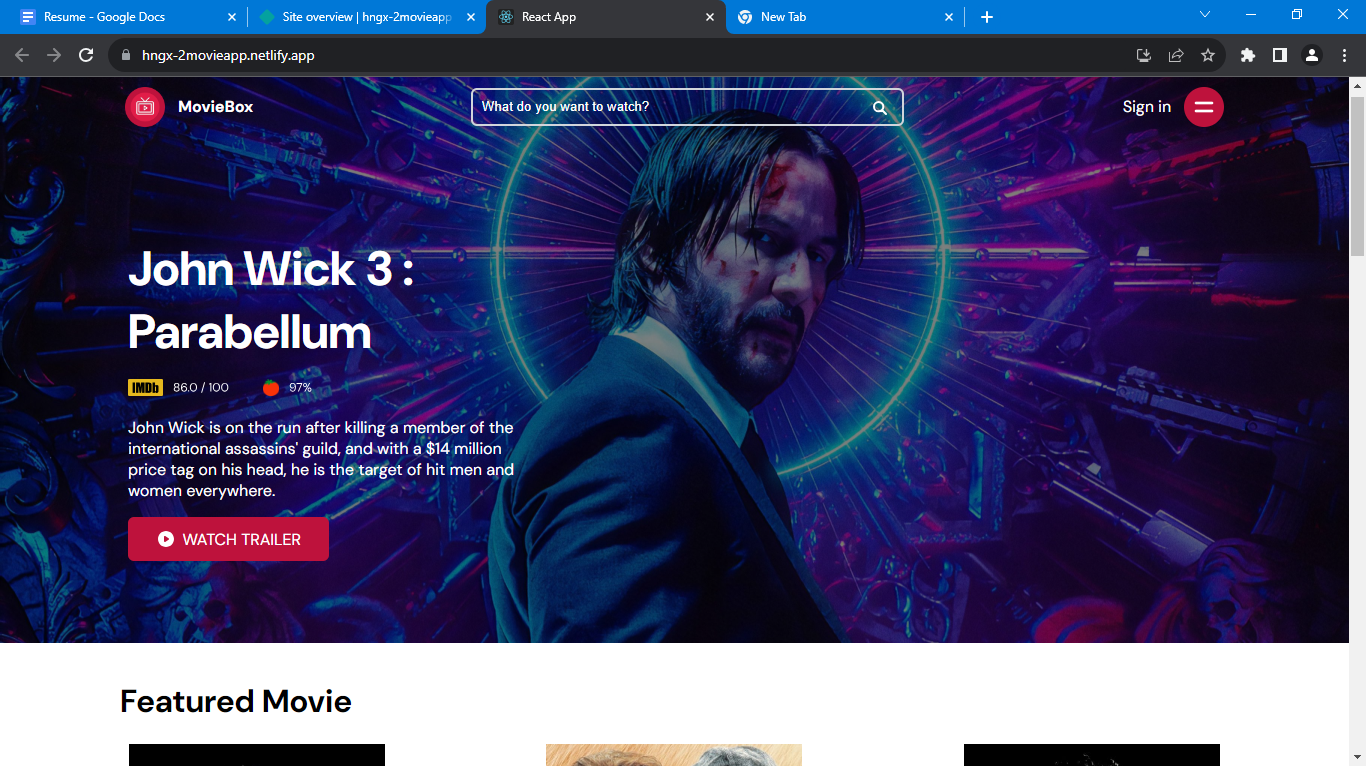 Resume - Google Docs
Site overview | hngx-2movieapp
React App
New Tab
hngx-2movieapp.netlify.app
MovieBox
What do you want to watch?
Sign in
John Wick 3 :
Parabellum
IMDb 86.0 / 100 97%
John Wick is on the run after killing a member of the
international assassins' guild, and with a $14 million
price tag on his head, he is the target of hit men and
women everywhere.
WATCH TRAILER
Featured Movie